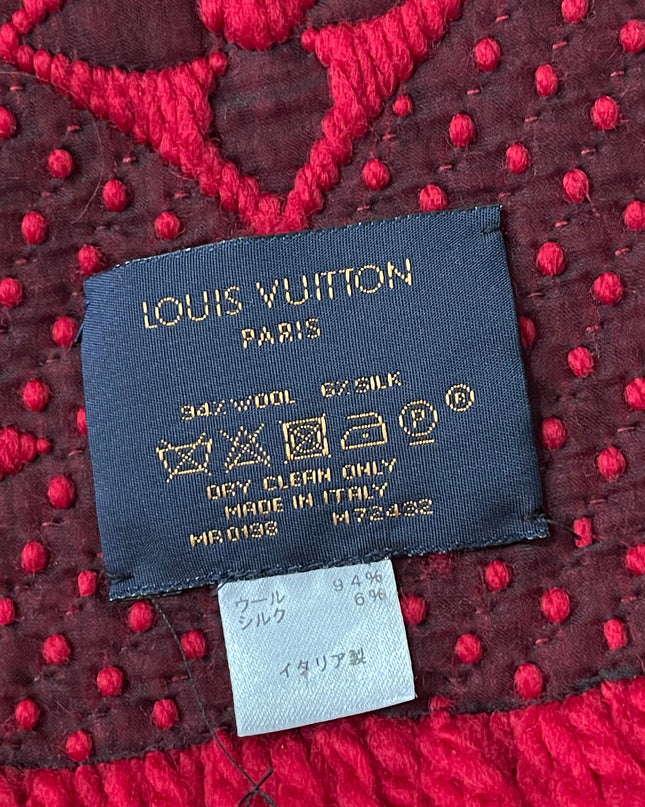 LOUIS VUITTON
PARIS
94% WOOL 6% SILK
P
DRY CLEAN ONLY
MADE IN ITALY
MR0193 M72432
ウール 94%
シルク 6%
イタリア製